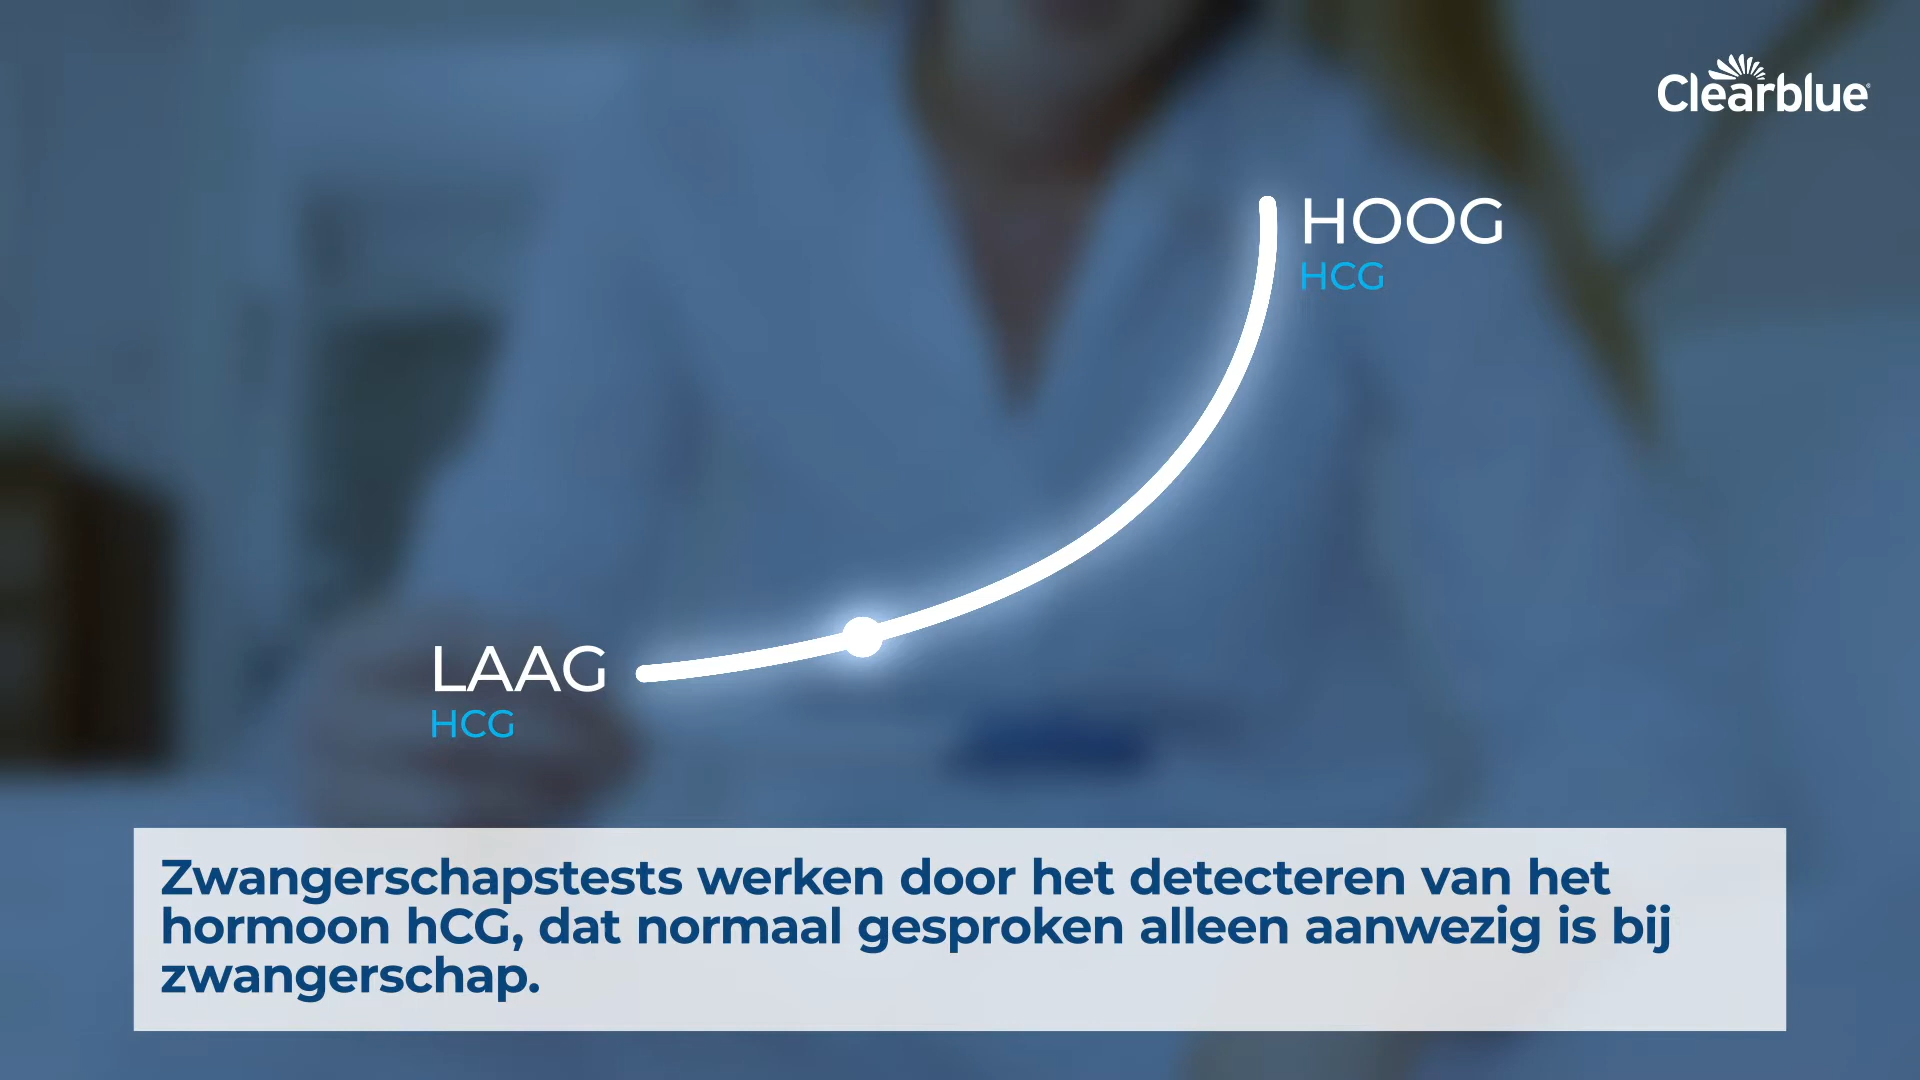 Clearblue
HOOG
HCG
LAAG
HCG
Zwangerschapstests werken door het detecteren van het
hormoon hCG, dat normaal gesproken alleen aanwezig is bij
zwangerschap.